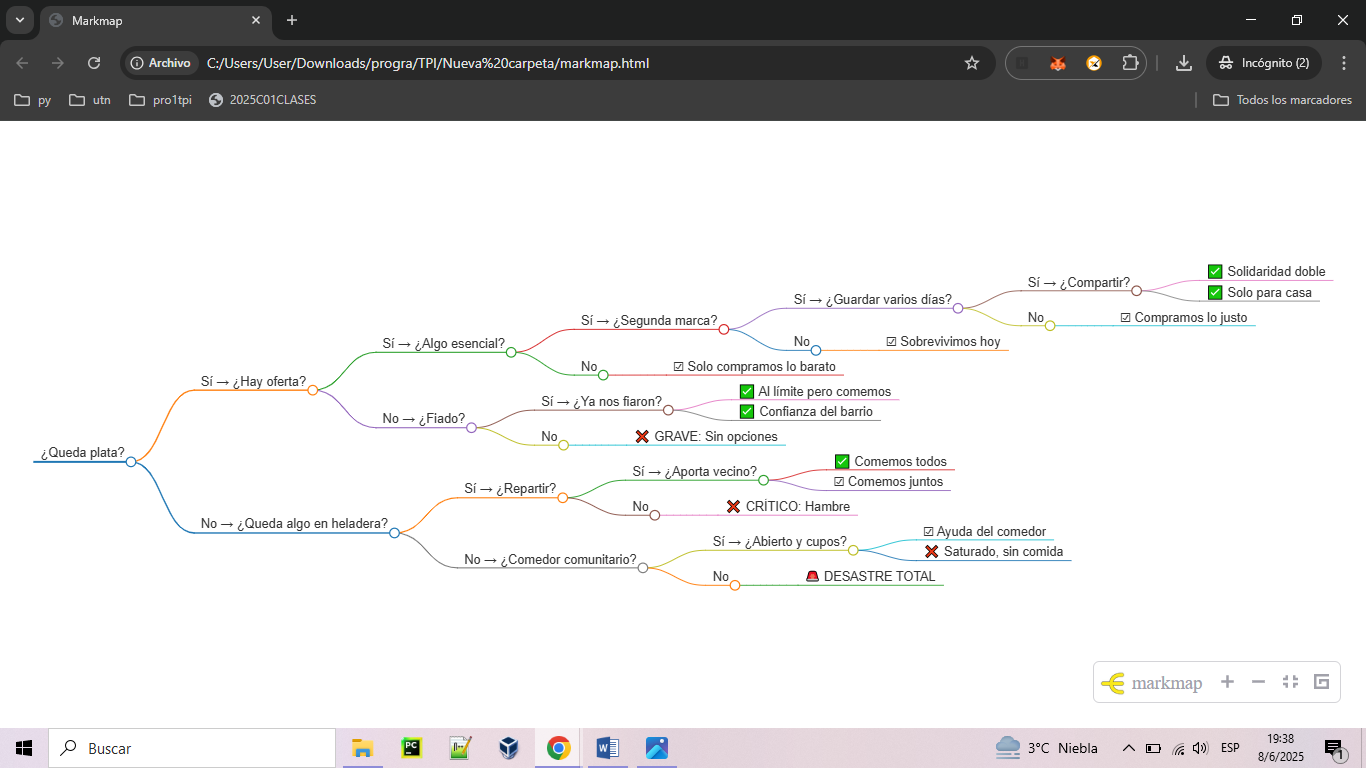 Markmap
Archivo
C:/Users/User/Downloads/progra/TPI/Nueva%20carpeta/markmap.html
Incógnito (2)
py
utn
pro1tpi
2025C01CLASES
Todos los marcadores
¿Queda plata?
Sí → ¿Hay oferta?
Sí → ¿Algo esencial?
Sí → ¿Segunda marca?
Sí → ¿Guardar varios días?
Sí → ¿Compartir?
✅ Solidaridad doble
✅ Solo para casa
No
☑ Compramos lo justo
No
☑ Sobrevivimos hoy
No
☑ Solo compramos lo barato
No → ¿Fiado?
Sí → ¿Ya nos fiaron?
✅ Al límite pero comemos
✅ Confianza del barrio
No
❌ GRAVE: Sin opciones
No → ¿Queda algo en heladera?
Sí → ¿Repartir?
Sí → ¿Aporta vecino?
✅ Comemos todos
☑ Comemos juntos
No
❌ CRÍTICO: Hambre
No → ¿Comedor comunitario?
Sí → ¿Abierto y cupos?
☑ Ayuda del comedor
❌ Saturado, sin comida
No
🚨 DESASTRE TOTAL
markmap
Buscar
3°C Niebla
ESP
19:38
8/6/2025
1